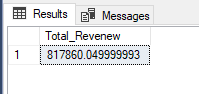 Results Messages
Total_Revenew
1 817860.049999993